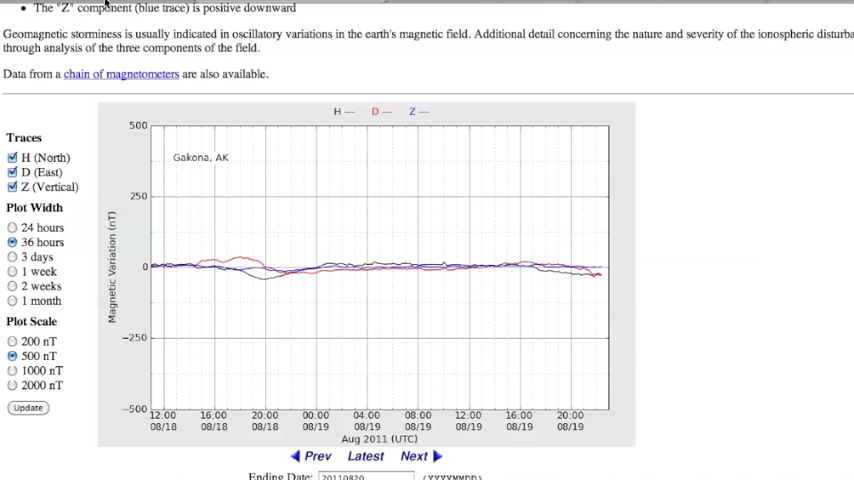 The "Z" component (blue trace) is positive downward
Geomagnetic storminess is usually indicated in oscillatory variations in the earth's magnetic field. Additional detail concerning the nature and severity of the ionospheric disturba
through analysis of the three components of the field.
Data from a chain of magnetometers are also available.
H --- D --- Z ---
Traces
H (North)
D (East)
Z (Vertical)
Plot Width
24 hours
36 hours
3 days
1 week
2 weeks
1 month
Plot Scale
200 nT
500 nT
1000 nT
2000 nT
Update
Gakona, AK
Magnetic Variation (nT)
500
250
0
−250
−500
12:00 16:00 20:00 00:00 04:00 08:00 12:00 16:00 20:00
08/18 08/18 08/18 08/19 08/19 08/19 08/19 08/19 08/19
Aug 2011 (UTC)
Prev Latest Next
Ending Date: 20110820 (YYYYMMDD)